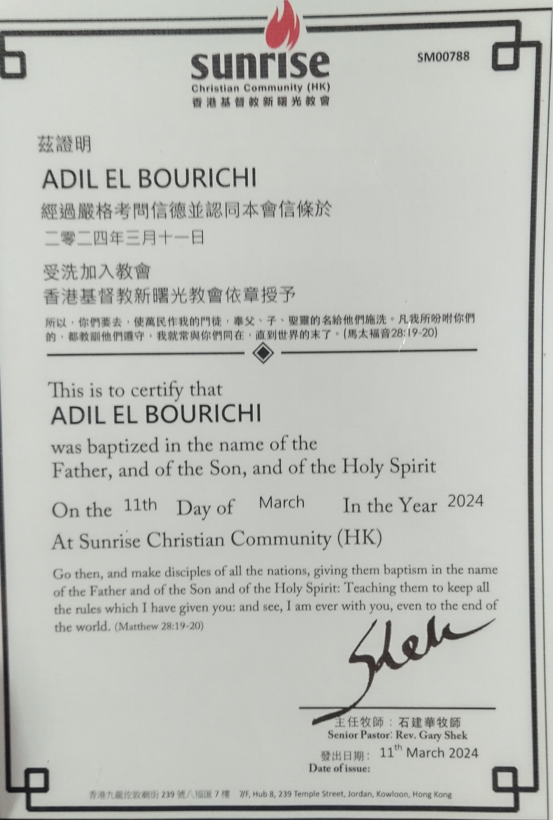 sunrise
Christian Community (HK)
香港基督教新曙光教會
SM00788
茲證明
ADIL EL BOURICHI
經過嚴格考問信德並認同本會信條於
二零二四年三月十一日
受洗加入教會
香港基督教新曙光教會依章授予
所以，你們要去，使萬民作我的門徒，奉父、子、聖靈的名給他們施洗。凡我所吩咐你們
的，都教訓他們遵守，我就常與你們同在，直到世界的末了。(馬太福音28:19-20)
This is to certify that
ADIL EL BOURICHI
was baptized in the name of the
Father, and of the Son, and of the Holy Spirit
On the 11th Day of March In the Year 2024
At Sunrise Christian Community (HK)
Go then, and make disciples of all the nations, giving them baptism in the name
of the Father and of the Son and of the Holy Spirit: Teaching them to keep all
the rules which I have given you: and see, I am ever with you, even to the end of
the world. (Matthew 28:19-20)
Shek
主任牧師：石建華牧師
Senior Pastor: Rev. Gary Shek
發出日期： 11th March 2024
Date of issue:
香港九龍佐敦廟街 239 號八福匯 7 樓 7/F, Hub 8, 239 Temple Street, Jordan, Kowloon, Hong Kong